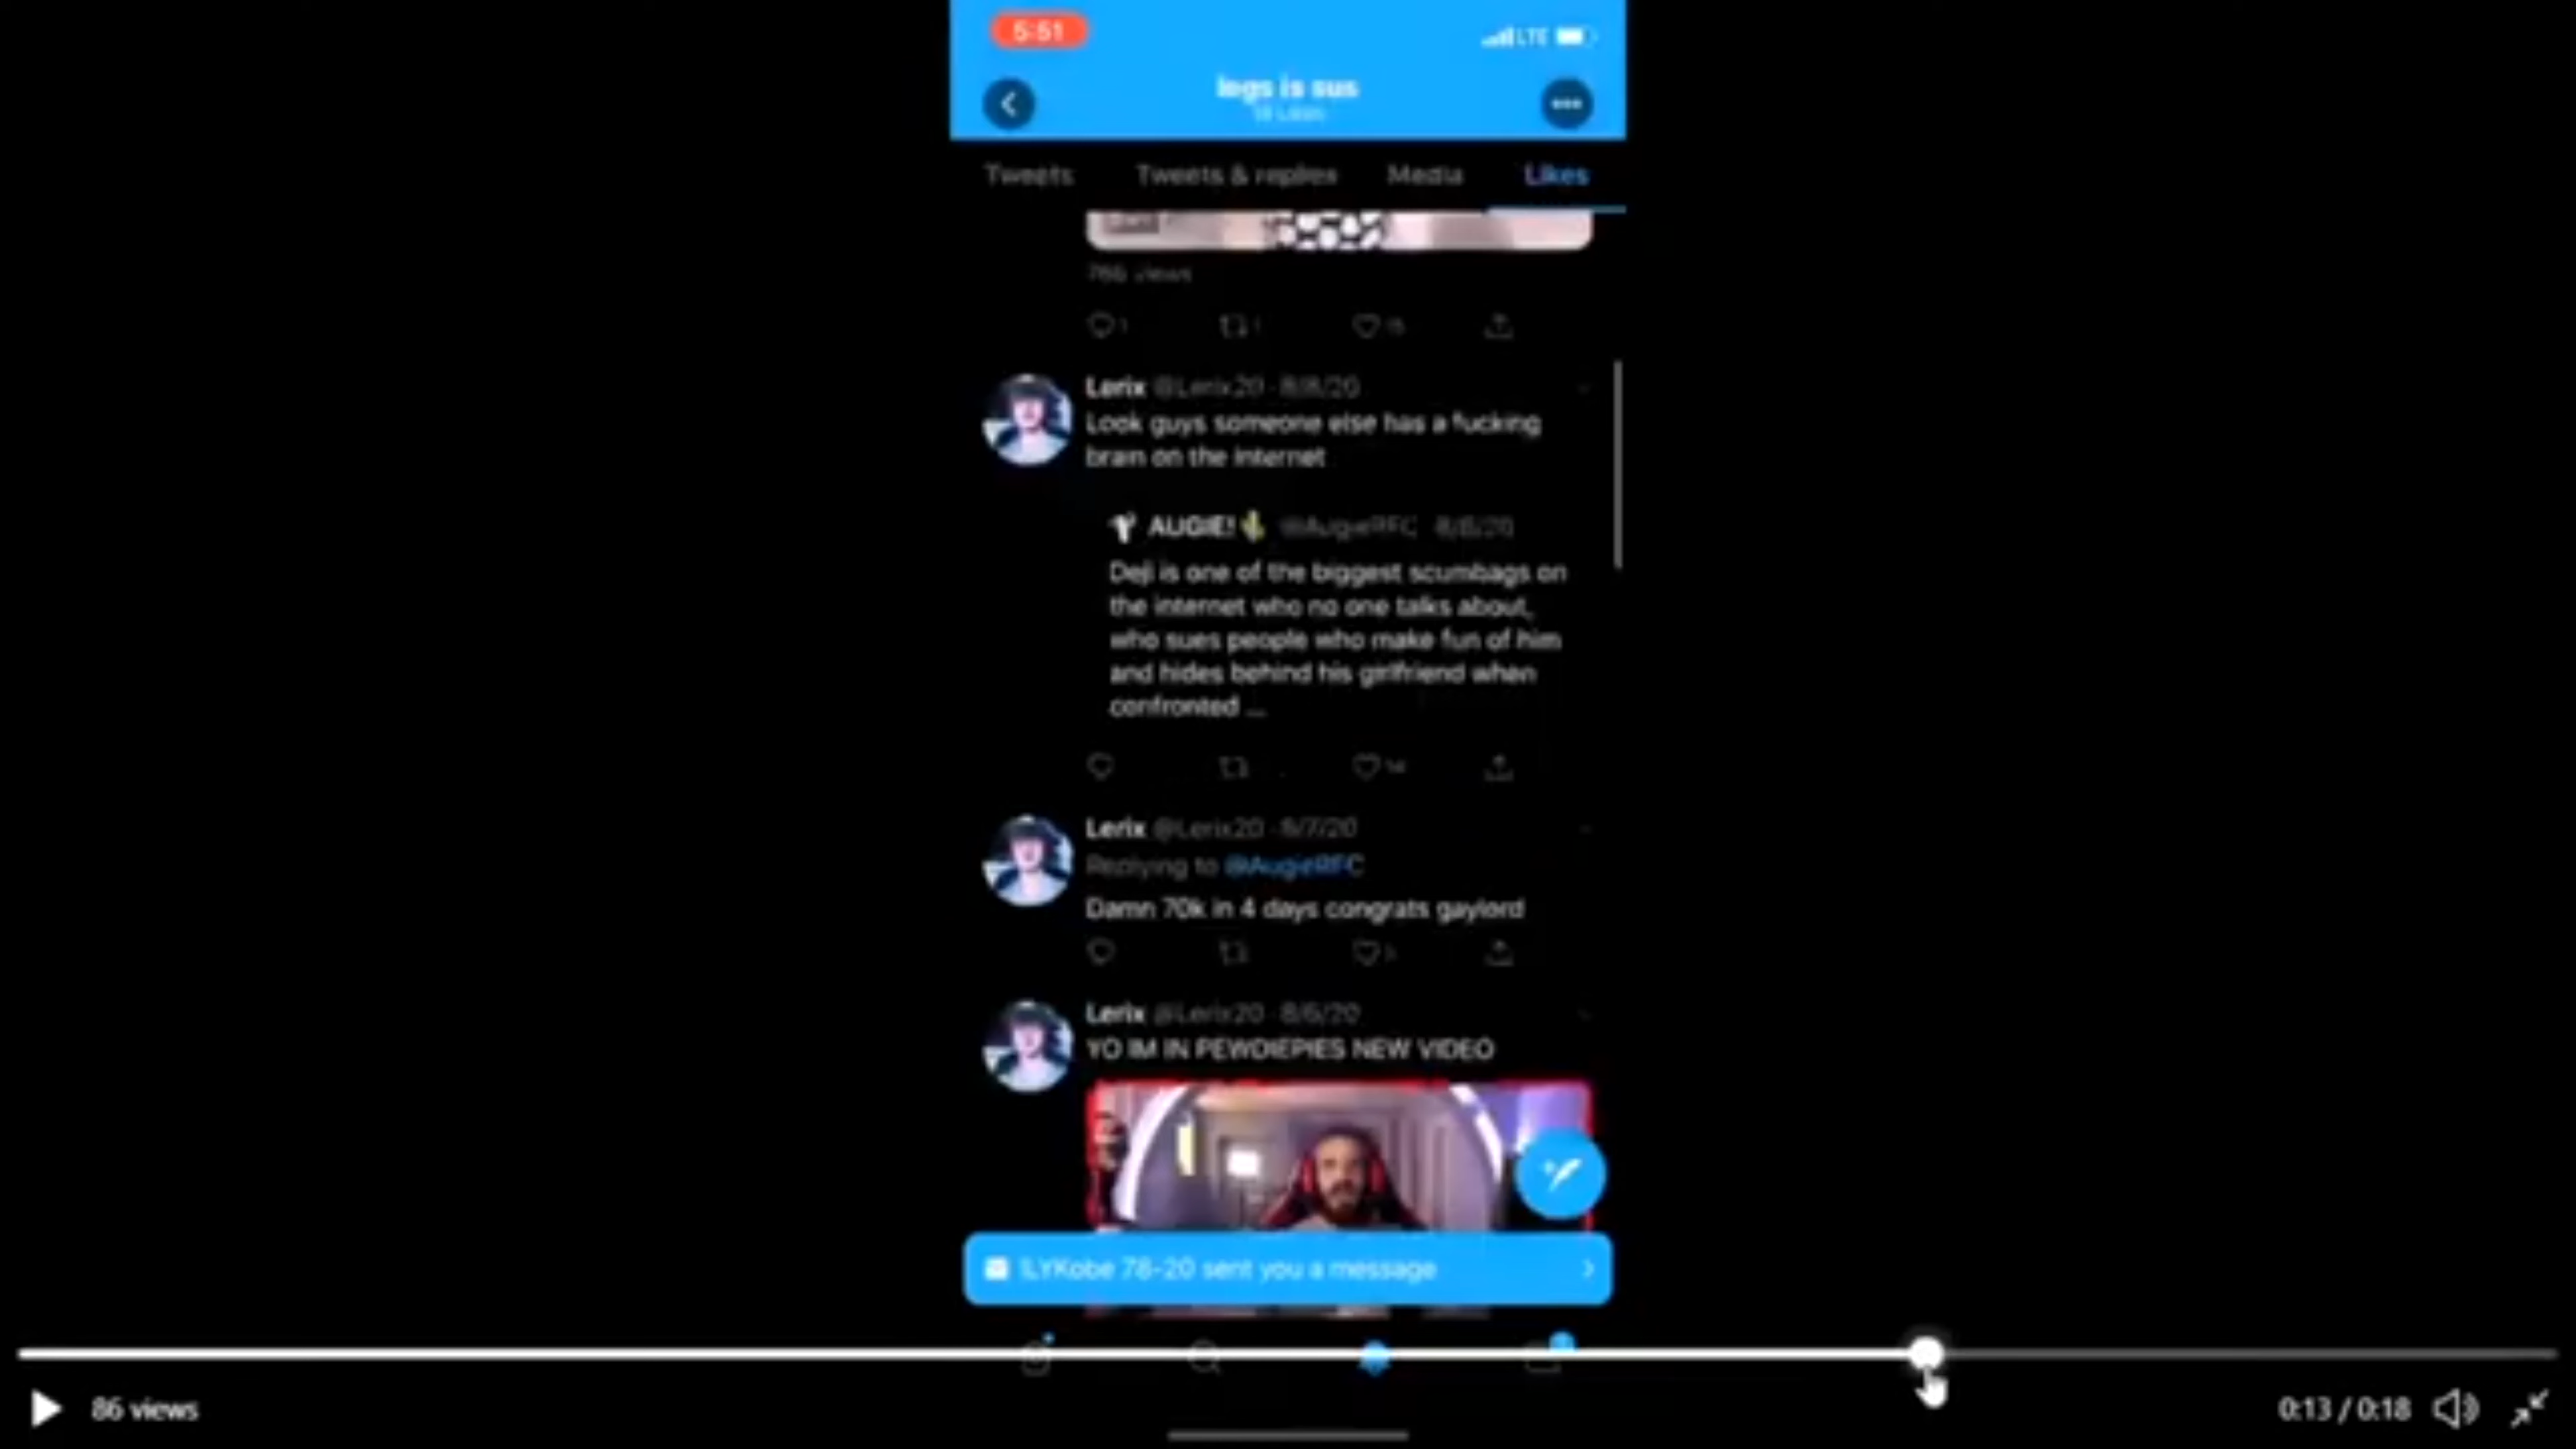 5:51
LTE
legs is sus
Tweets Tweets & replies Media Likes
views
1 1
Lerix @Lerix20 · 8/8/20
Look guys someone else has a fucking
brain on the internet
AUGIE! @AugieRFC 8/8/20
Deji is one of the biggest scumbags on
the internet who no one talks about,
who sues people who make fun of him
and hides behind his girlfriend when
confronted ...
14
Lerix @Lerix20 · 8/7/20
Replying to @AugieRFC
Damn 70k in 4 days congrats gaylord
Lerix @Lerix20 · 8/6/20
YO IM IN PEWDIEPIES NEW VIDEO
ILYKobe 78-20 sent you a message
86 views
0:13 / 0:18